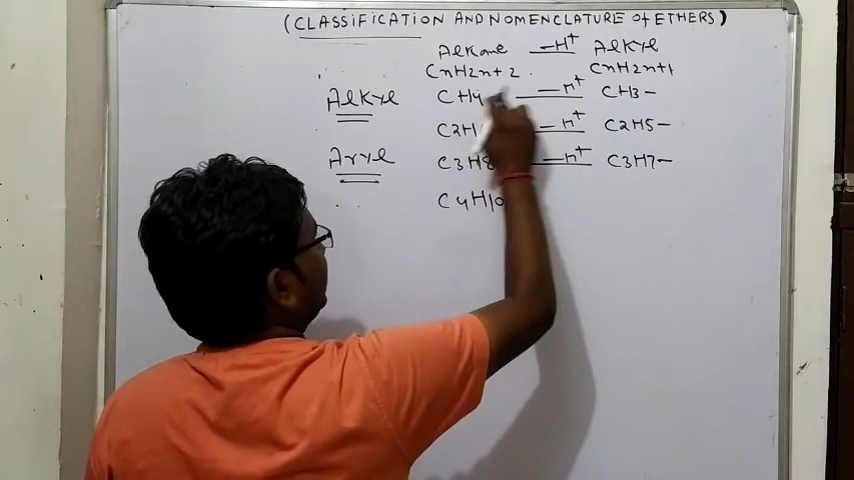 (CLASSIFICATION AND NOMENCLATURE of ETHERS)
Alkane —H+ Alkyl
CnH2n+2 CnH2n+1
Alkyl CH4 —H+ CH3-
C2H —H+ C2H5-
Aryl C3H8 —H+ C3H7-
C4H10